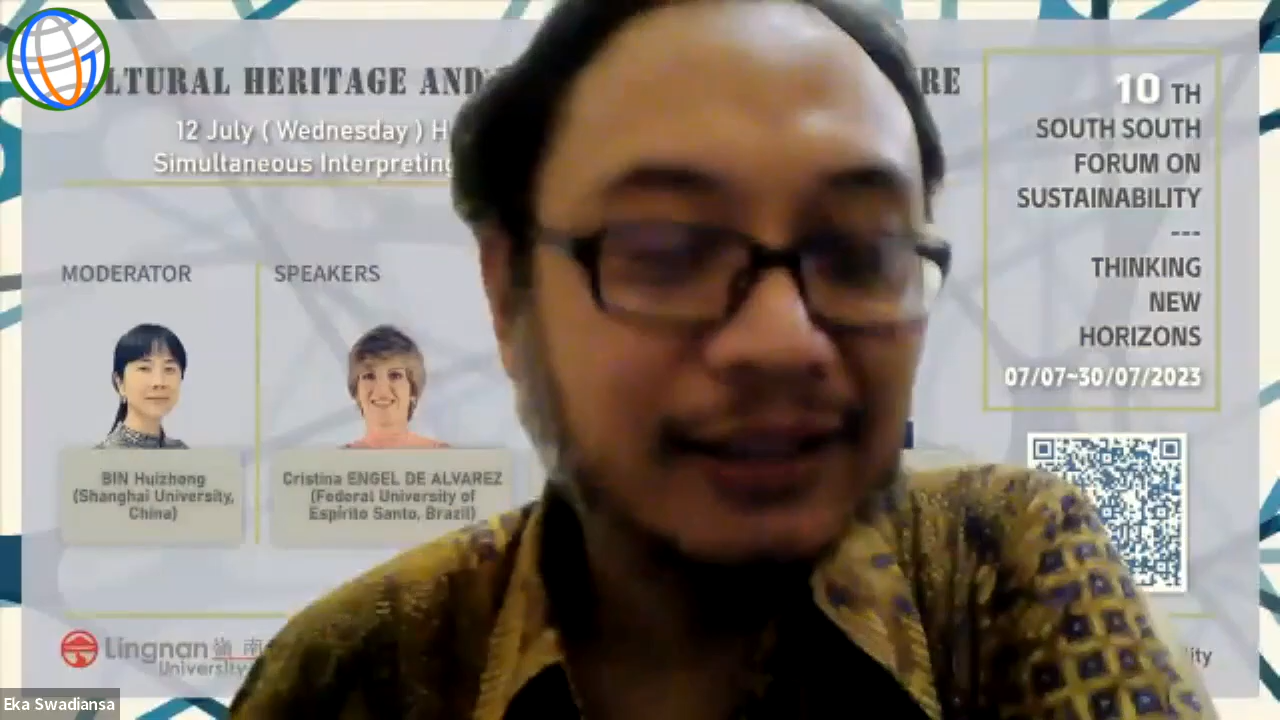 LTURAL HERITAGE AND
RE
12 July ( Wednesday ) H
Simultaneous Interpreting
10 TH
SOUTH SOUTH
FORUM ON
SUSTAINABILITY
---
THINKING
NEW
HORIZONS
07/07~30/07/2023
MODERATOR
SPEAKERS
BIN Huizhong
(Shanghai University,
China)
Cristina ENGEL DE ALVAREZ
(Federal University of
Espírito Santo, Brazil)
Lingnan 嶺 南
University
lity
Eka Swadiansa